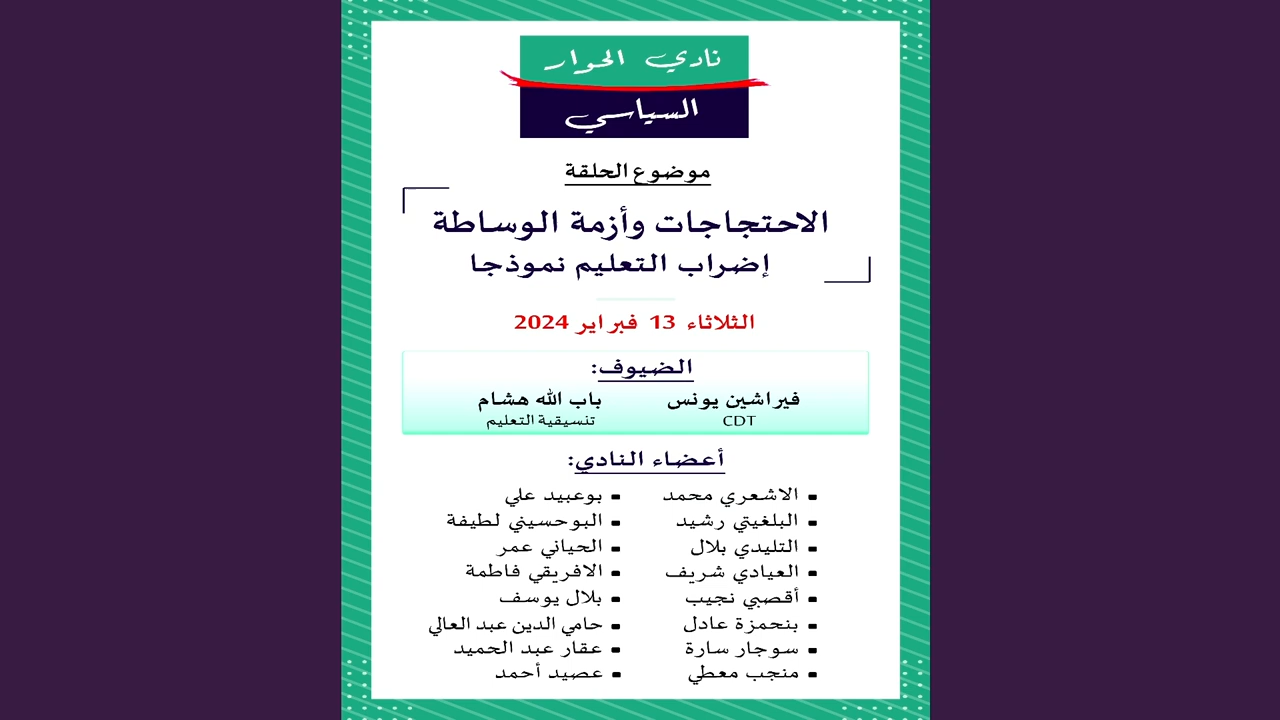 نادي الحوار
السياسي
موضوع الحلقة
الاحتجاجات وأزمة الوساطة
إضراب التعليم نموذجا
الثلاثاء 13 فبراير 2024
الضيوف:
فيراشين يونس
CDT
باب الله هشام
تنسيقية التعليم
أعضاء النادي:
الاشعري محمد
البلغيتي رشيد
التليدي بلال
العيادي شريف
أقصبي نجيب
بنحمزة عادل
سوجار سارة
منجب معطي
بوعبيد علي
البوحسيني لطيفة
الحياني عمر
الافريقي فاطمة
بلال يوسف
حامي الدين عبد العالي
عقار عبد الحميد
عصيد أحمد